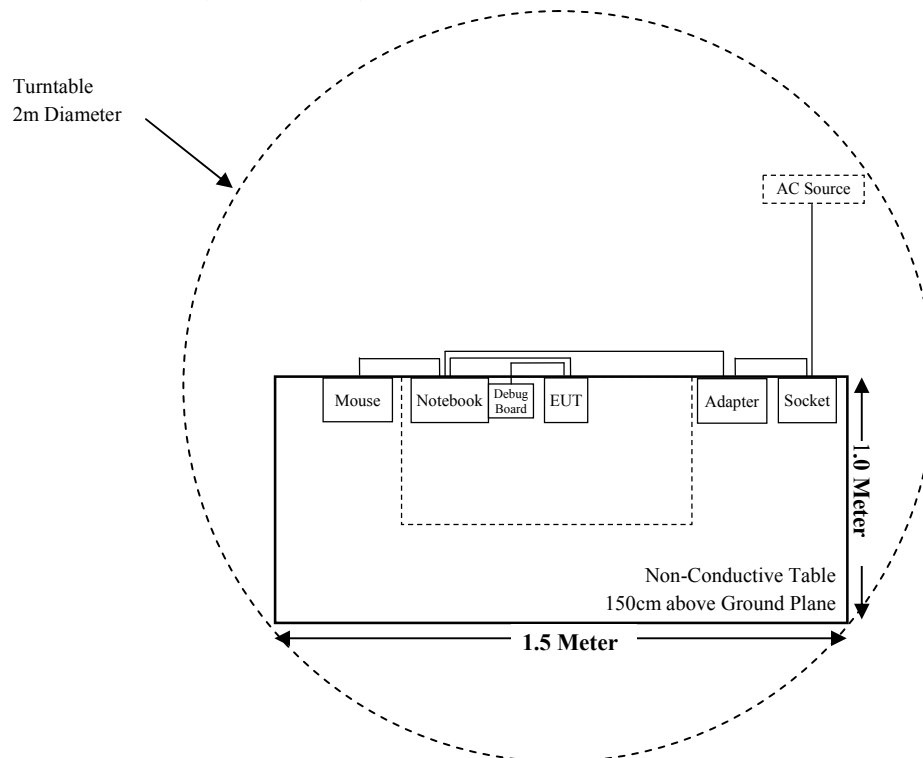 Turntable
2m Diameter
AC Source
Mouse
Notebook
Debug
Board
EUT
Adapter
Socket
1.0 Meter
Non-Conductive Table
150cm above Ground Plane
1.5 Meter